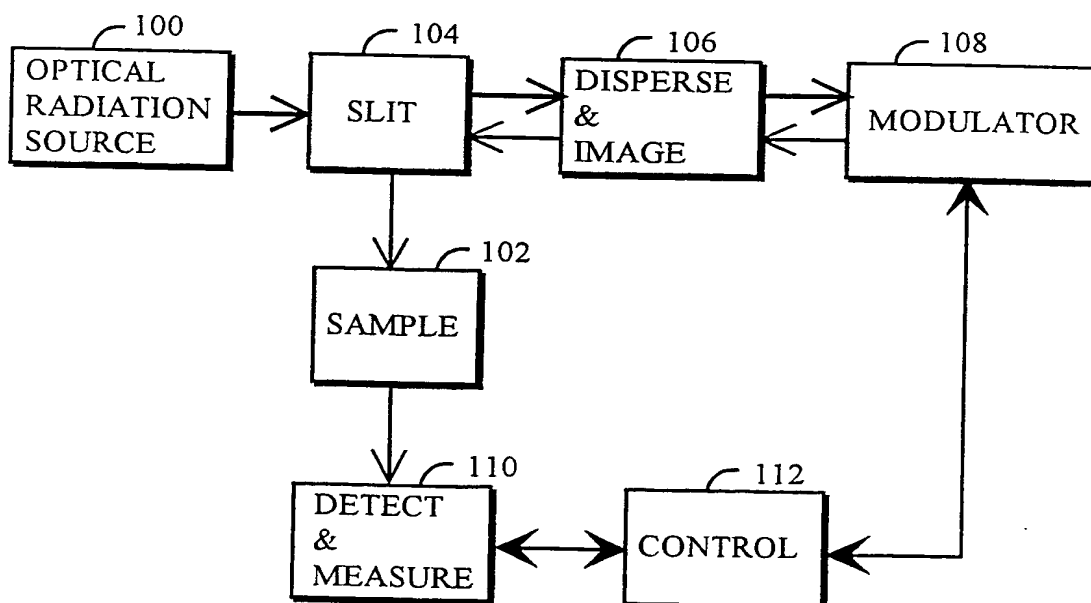 100
OPTICAL
RADIATION
SOURCE
104
SLIT
106
DISPERSE
&
IMAGE
108
MODULATOR
102
SAMPLE
110
DETECT
&
MEASURE
112
CONTROL